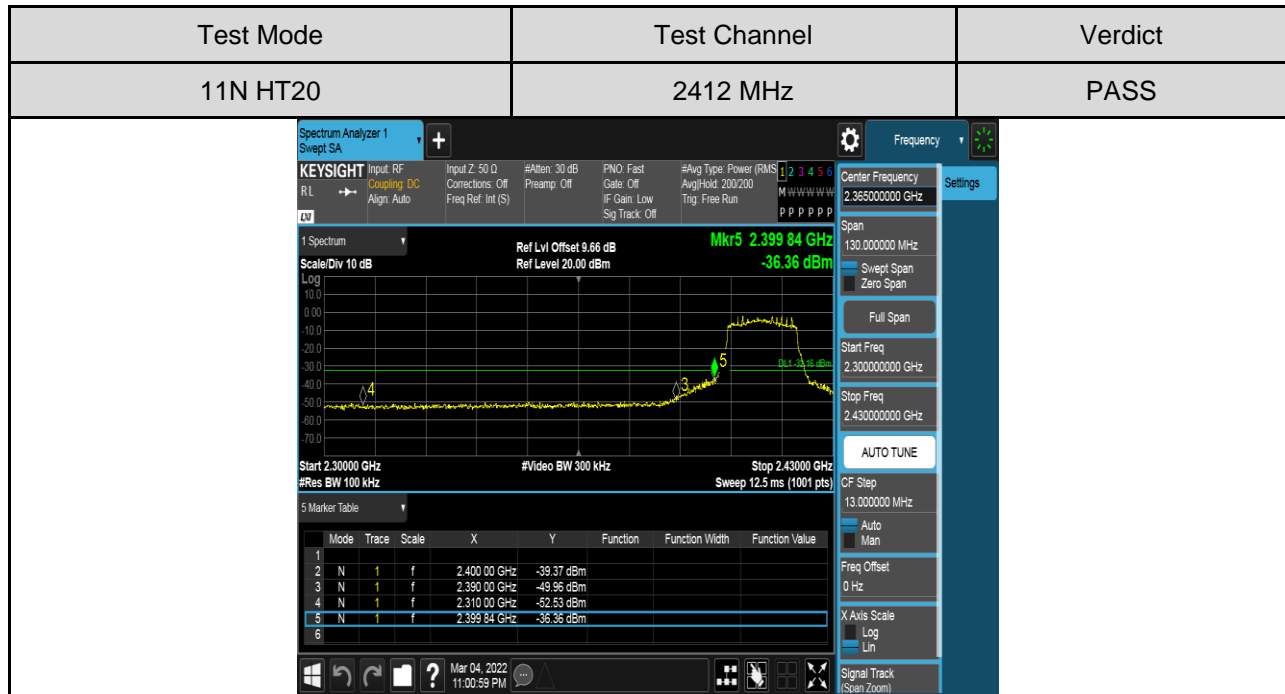 Test Mode Test Channel Verdict
11N HT20 2412 MHz PASS
Spectrum Analyzer 1
Swept SA
+
Frequency
KEYSIGHT Input: RF Input Z: 50 Ω #Atten: 30 dB PNO: Fast #Avg Type: Power (RMS 1 2 3 4 5 6
RL Coupling: DC Corrections: Off Preamp: Off Gate: Off Avg|Hold: 200/200 M W W W W W
Align: Auto Freq Ref: Int (S) IF Gain: Low Trig: Free Run
LXI Sig Track: Off P P P P P P
1 Spectrum Ref Lvl Offset 9.66 dB Mkr5 2.399 84 GHz
Scale/Div 10 dB Ref Level 20.00 dBm -36.36 dBm
Log
10.0
0.00
-10.0
-20.0
-30.0
-40.0
-50.0
-60.0
-70.0
4
3
5
DL1 -32.16 dBm
Start 2.30000 GHz #Video BW 300 kHz Stop 2.43000 GHz
#Res BW 100 kHz Sweep 12.5 ms (1001 pts)
5 Marker Table
Mode Trace Scale X Y Function Function Width Function Value
1
2 N 1 f 2.400 00 GHz -39.37 dBm
3 N 1 f 2.390 00 GHz -49.96 dBm
4 N 1 f 2.310 00 GHz -52.53 dBm
5 N 1 f 2.399 84 GHz -36.36 dBm
6
? Mar 04, 2022
11:00:59 PM
Center Frequency
2.365000000 GHz
Settings
Span
130.000000 MHz
Swept Span
Zero Span
Full Span
Start Freq
2.300000000 GHz
Stop Freq
2.430000000 GHz
AUTO TUNE
CF Step
13.000000 MHz
Auto
Man
Freq Offset
0 Hz
X Axis Scale
Log
Lin
Signal Track
(Span Zoom)